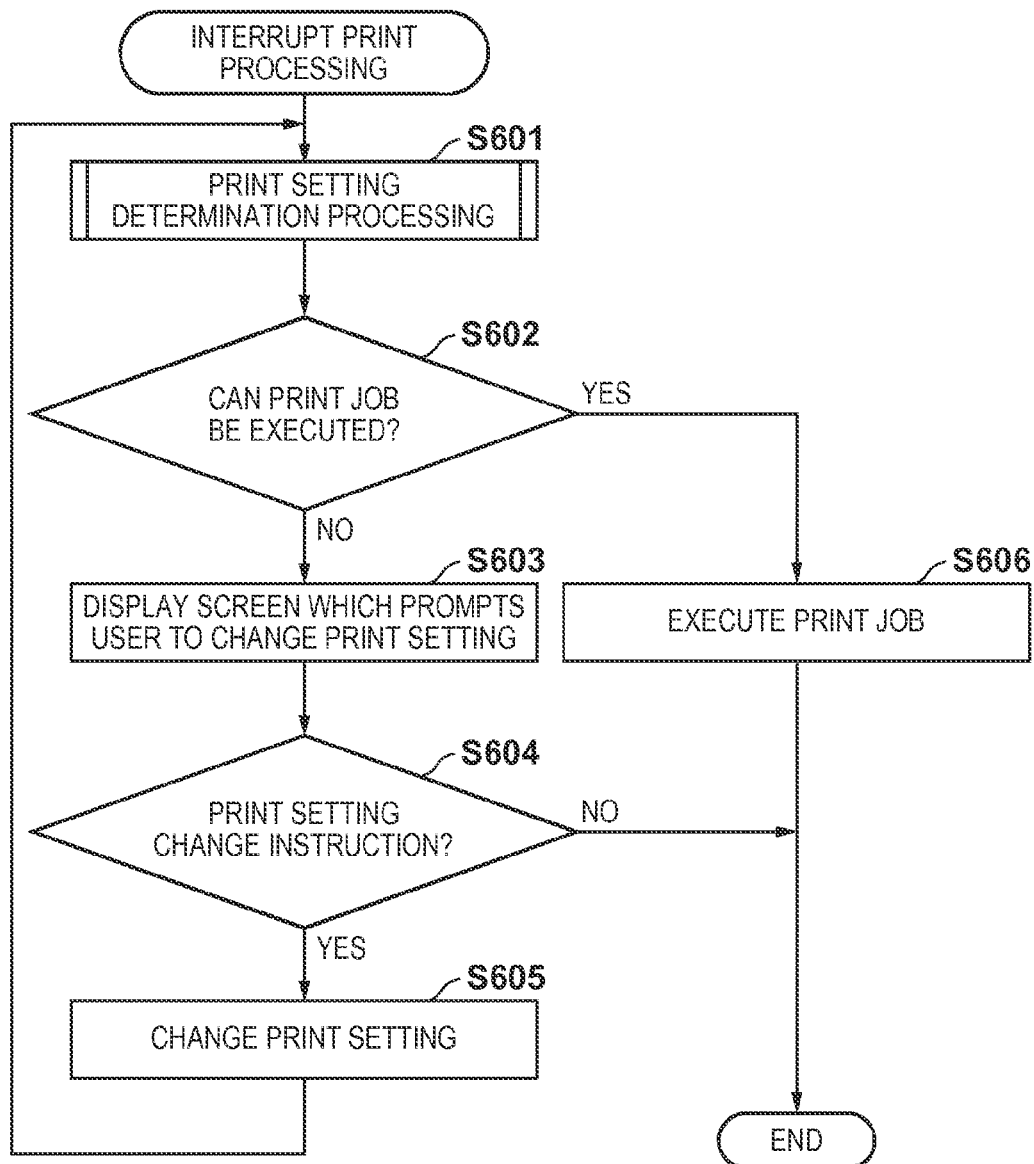 INTERRUPT PRINT
PROCESSING
S601
PRINT SETTING
DETERMINATION PROCESSING
S602
CAN PRINT JOB
BE EXECUTED?
YES
NO
S603
DISPLAY SCREEN WHICH PROMPTS
USER TO CHANGE PRINT SETTING
S606
EXECUTE PRINT JOB
S604
PRINT SETTING
CHANGE INSTRUCTION?
NO
YES
S605
CHANGE PRINT SETTING
END